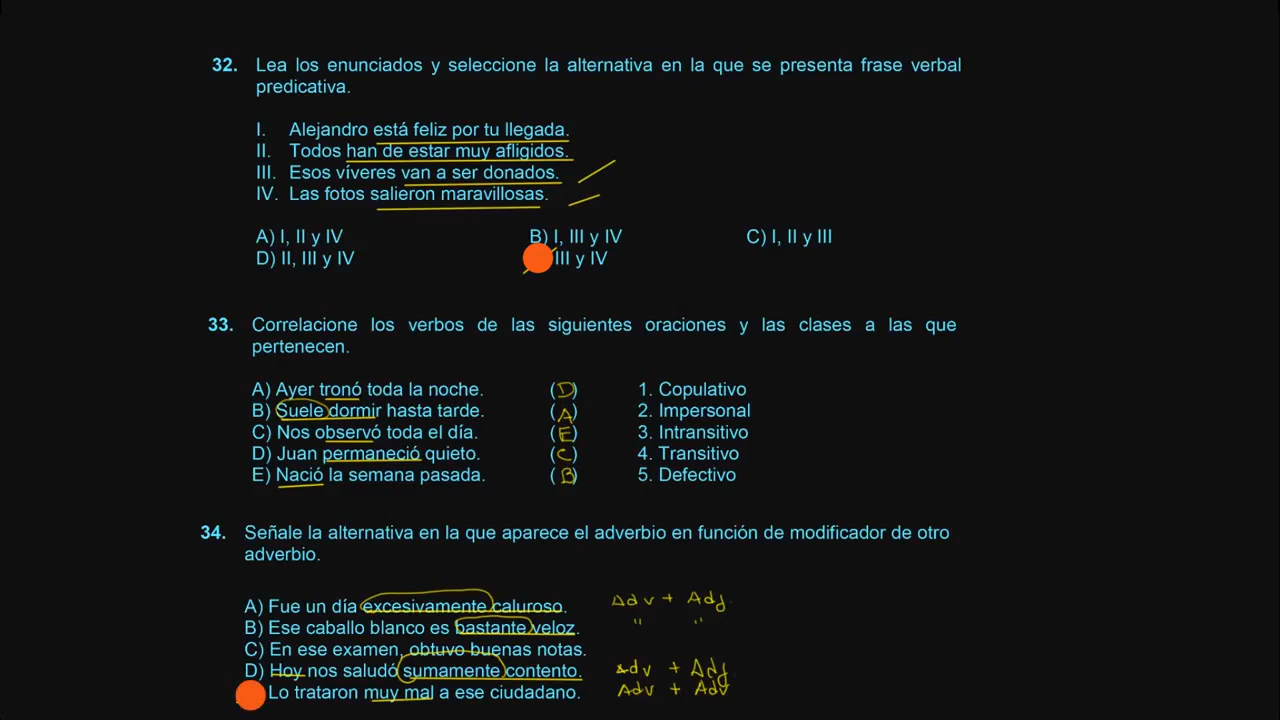 32. Lea los enunciados y seleccione la alternativa en la que se presenta frase verbal
predicativa.
I. Alejandro está feliz por tu llegada.
II. Todos han de estar muy afligidos.
III. Esos víveres van a ser donados.
IV. Las fotos salieron maravillosas.
A) I, II y IV B) I, III y IV C) I, II y III
D) II, III y IV III y IV
33. Correlacione los verbos de las siguientes oraciones y las clases a las que
pertenecen.
A) Ayer tronó toda la noche. (D) 1. Copulativo
B) Suele dormir hasta tarde. (A) 2. Impersonal
C) Nos observó toda el día. (E) 3. Intransitivo
D) Juan permaneció quieto. (C) 4. Transitivo
E) Nació la semana pasada. (B) 5. Defectivo
34. Señale la alternativa en la que aparece el adverbio en función de modificador de otro
adverbio.
A) Fue un día excesivamente caluroso. Adv + Adj
B) Ese caballo blanco es bastante veloz. " "
C) En ese examen, obtuvo buenas notas.
D) Hoy nos saludó sumamente contento. Adv + Adj
Lo trataron muy mal a ese ciudadano. Adv + Adv